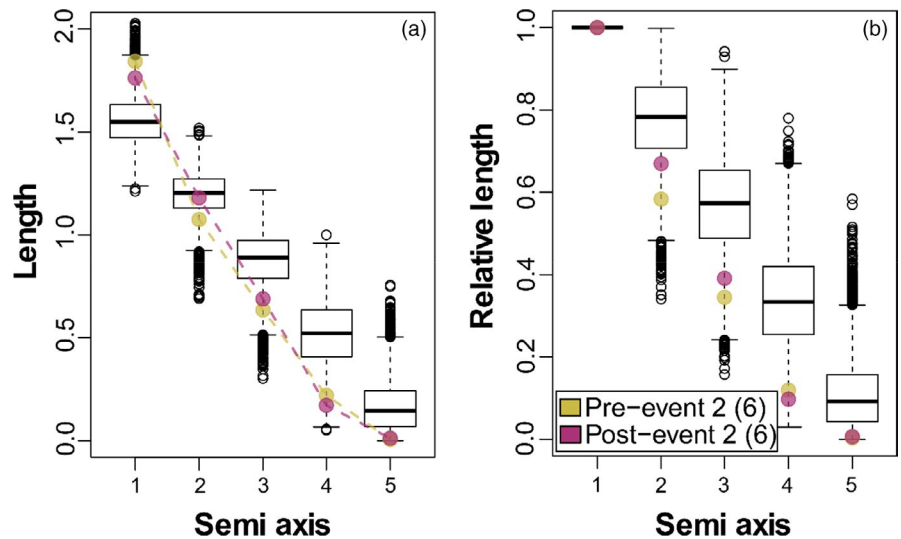 (a)
Length
2.0
1.5
1.0
0.5
0.0
1 2 3 4 5
Semi axis
(b)
Relative length
1.0
0.8
0.6
0.4
0.2
0.0
Pre−event 2 (6)
Post−event 2 (6)
1 2 3 4 5
Semi axis